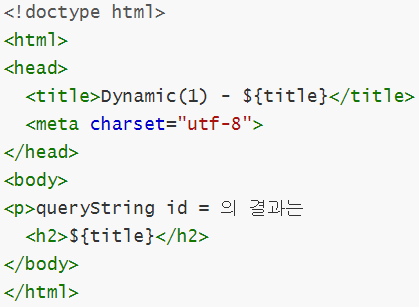 <!doctype html>
<html>
<head>
  <title>Dynamic(1) - ${title}</title>
  <meta charset="utf-8">
</head>
<body>
<p>queryString id = 의 결과는
  <h2>${title}</h2>
</body>
</html>